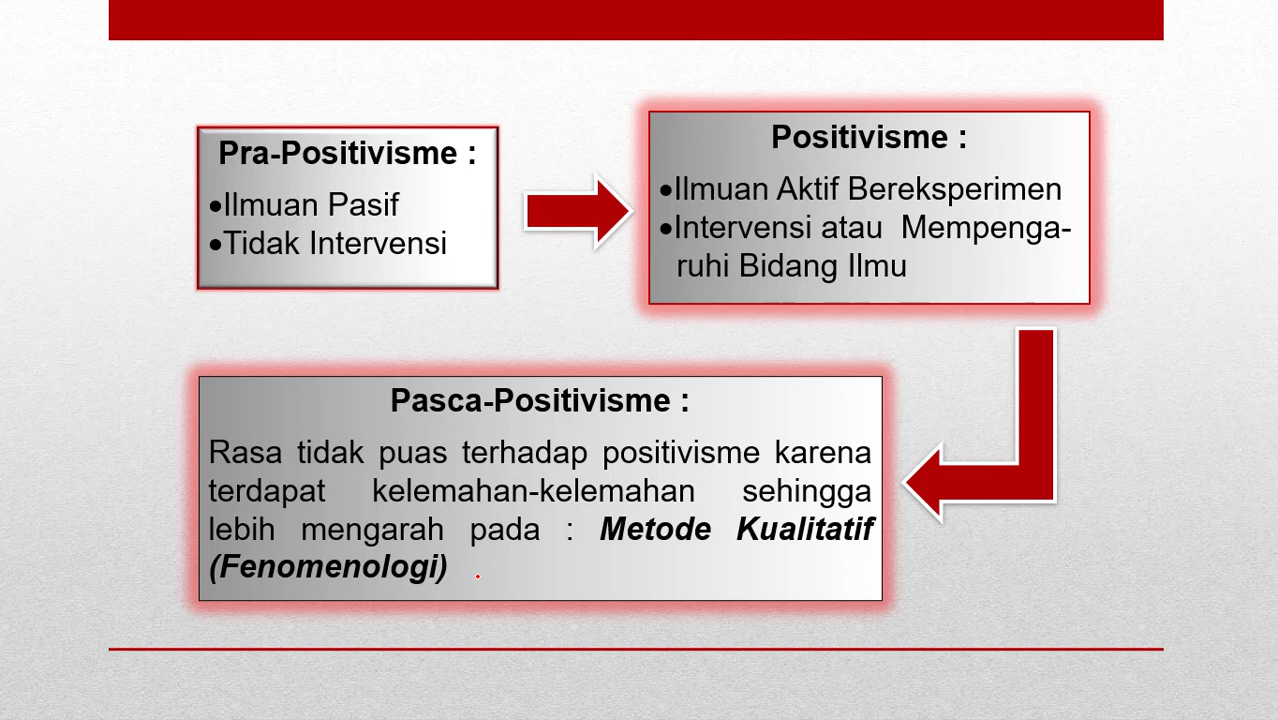 Pra-Positivisme :
•Ilmuan Pasif
•Tidak Intervensi
Positivisme :
•Ilmuan Aktif Bereksperimen
•Intervensi atau Mempenga-
ruhi Bidang Ilmu
Pasca-Positivisme :
Rasa tidak puas terhadap positivisme karena
terdapat kelemahan-kelemahan sehingga
lebih mengarah pada : Metode Kualitatif
(Fenomenologi)